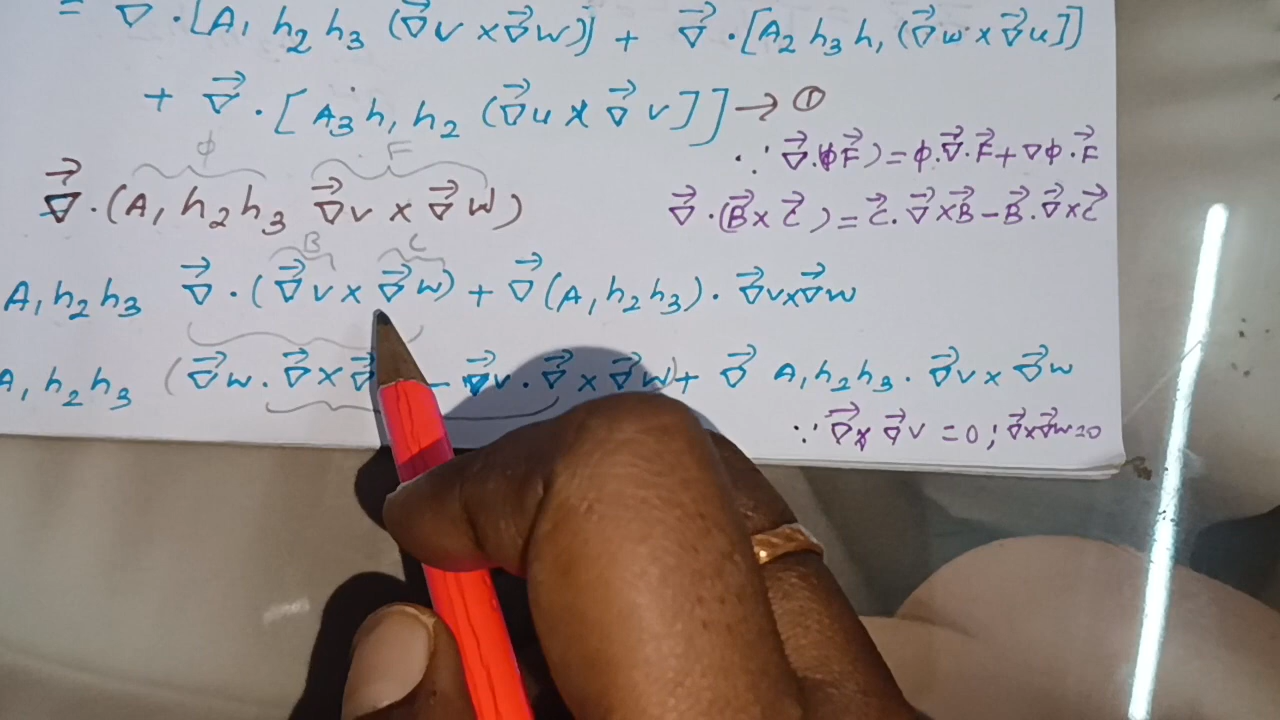 = ∇⃗ · [A₁ h₂ h₃ (∇⃗v × ∇⃗w)] + ∇⃗ · [A₂ h₃ h₁ (∇⃗w × ∇⃗u)]
+ ∇⃗ · [A₃ h₁ h₂ (∇⃗u × ∇⃗v)]] → ①
ϕ F ∵ ∇⃗.(ϕF⃗) = ϕ.∇⃗.F⃗ + ∇ϕ.F⃗
∇⃗ . (A₁ h₂ h₃ ∇⃗v × ∇⃗w) ∇⃗ . (B⃗ × C⃗) = C⃗. ∇⃗×B⃗ − B⃗. ∇⃗×C⃗
B C
A₁ h₂ h₃ ∇⃗ . (∇⃗v × ∇⃗w) + ∇⃗(A₁ h₂ h₃) . ∇⃗v×∇⃗w
A₁ h₂ h₃ (∇⃗w . ∇⃗ × ∇⃗ − ∇⃗v . ∇⃗ × ∇⃗w) + ∇⃗ A₁ h₂ h₃ . ∇⃗v × ∇⃗w
∵ ∇⃗× ∇⃗v = 0 ; ∇⃗×∇⃗w=0